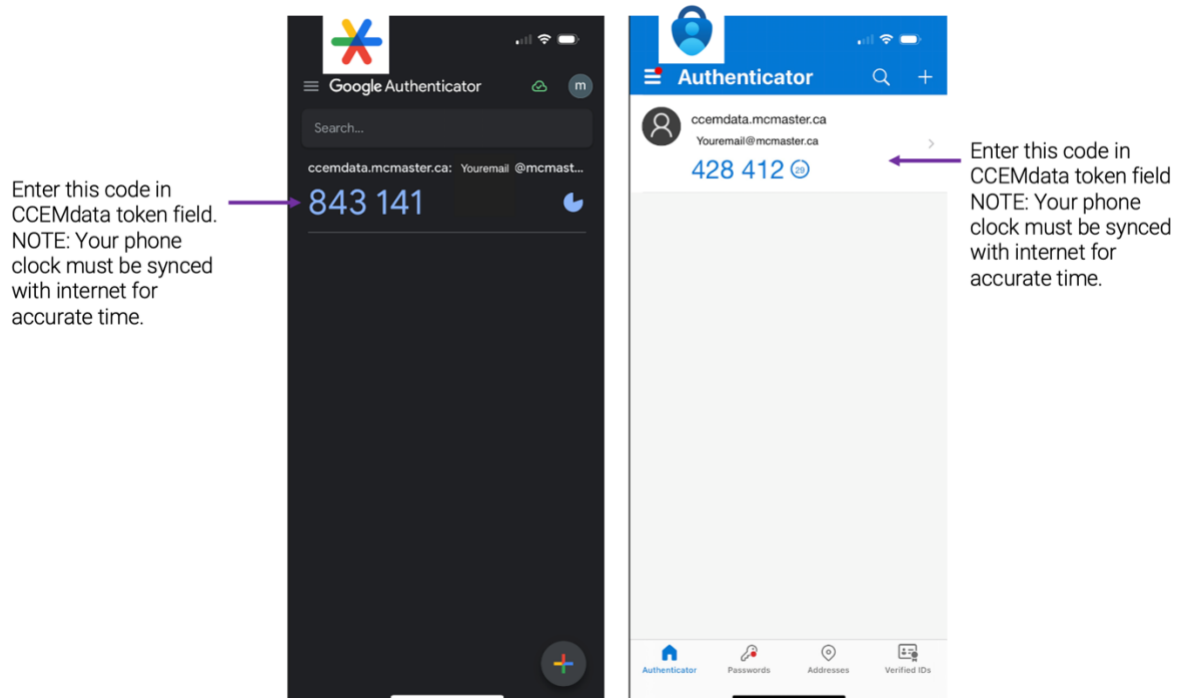 Enter this code in
CCEMdata token field.
NOTE: Your phone
clock must be synced
with internet for
accurate time.
Google Authenticator
m
Search...
ccemdata.mcmaster.ca: Youremail @mcmast...
843 141
Authenticator
ccemdata.mcmaster.ca
Youremail@mcmaster.ca
428 412 29
Authenticator Passwords Addresses Verified IDs
Enter this code in
CCEMdata token field
NOTE: Your phone
clock must be synced
with internet for
accurate time.